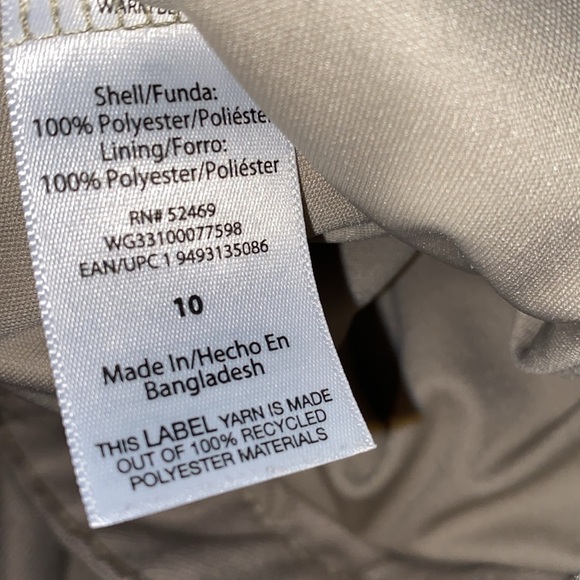 Shell/Funda:
100% Polyester/Polieste
Lining/Forro:
100% Polyester/Poliéster
RN# 52469
WG33100077598
EAN/UPC 1 9493135086
10
Made In/Hecho En
Bangladesh
THIS LABEL YARN IS MADE
OUT OF 100% RECYCLED
POLYESTER MATERIALS